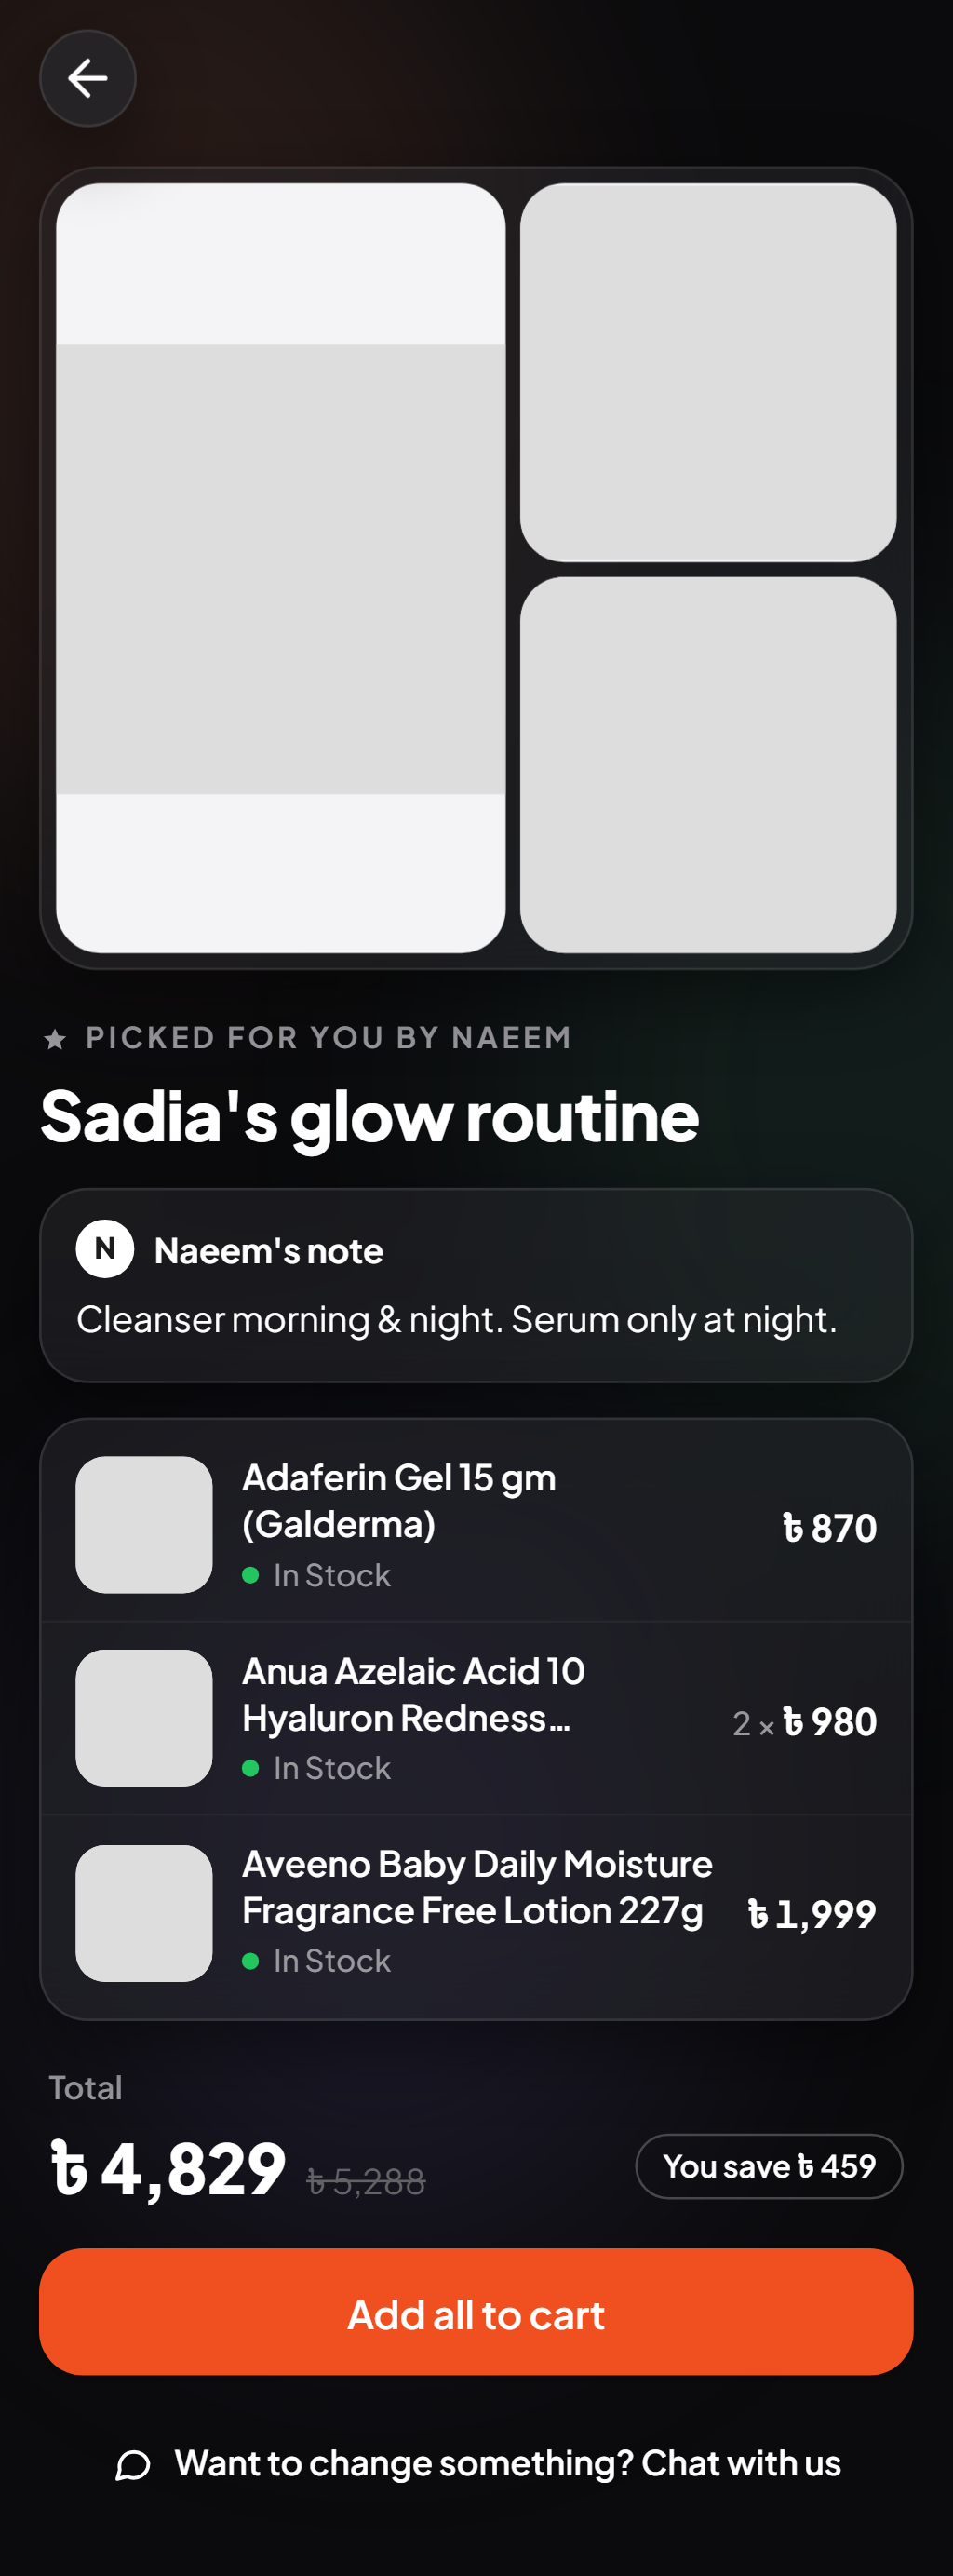 PICKED FOR YOU BY NAEEM
Sadia's glow routine
N Naeem's note
Cleanser morning & night. Serum only at night.
Adaferin Gel 15 gm
(Galderma)
৳ 870
In Stock
Anua Azelaic Acid 10
Hyaluron Redness...
2 × ৳ 980
In Stock
Aveeno Baby Daily Moisture
Fragrance Free Lotion 227g
৳ 1,999
In Stock
Total
৳ 4,829 ৳ 5,288
You save ৳ 459
Add all to cart
Want to change something? Chat with us